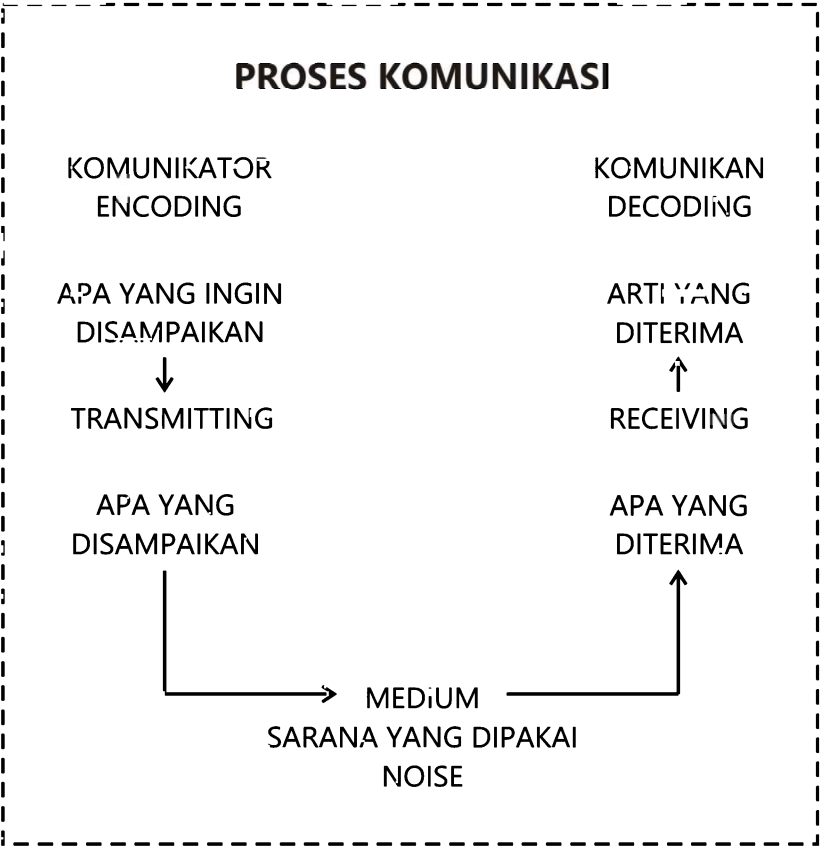 PROSES KOMUNIKASI
KOMUNIKATOR
ENCODING
APA YANG INGIN
DISAMPAIKAN
TRANSMITTING
APA YANG
DISAMPAIKAN
MEDiUM
SARANA YANG DIPAKAI
NOISE
KOMUNIKAN
DECODING
ARTI YANG
DITERIMA
RECEIVING
APA YANG
DITERIMA